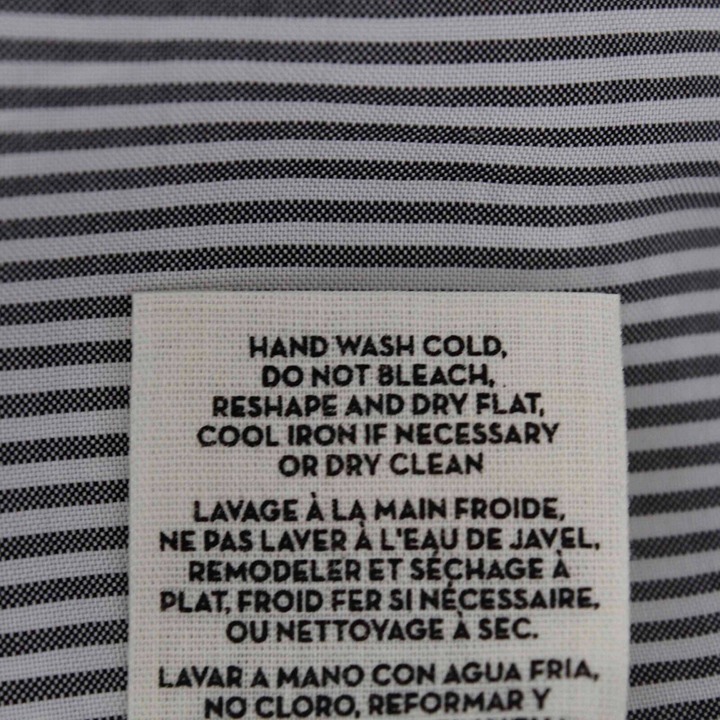 HAND WASH COLD,
DO NOT BLEACH,
RESHAPE AND DRY FLAT,
COOL IRON IF NECESSARY
OR DRY CLEAN
LAVAGE À LA MAIN FROIDE,
NE PAS LAVER À L'EAU DE JAVEL,
REMODELER ET SÉCHAGE À
PLAT, FROID FER SI NÉCESSAIRE,
OU NETTOYAGE À SEC.
LAVAR A MANO CON AGUA FRIA,
NO CLORO, REFORMAR Y